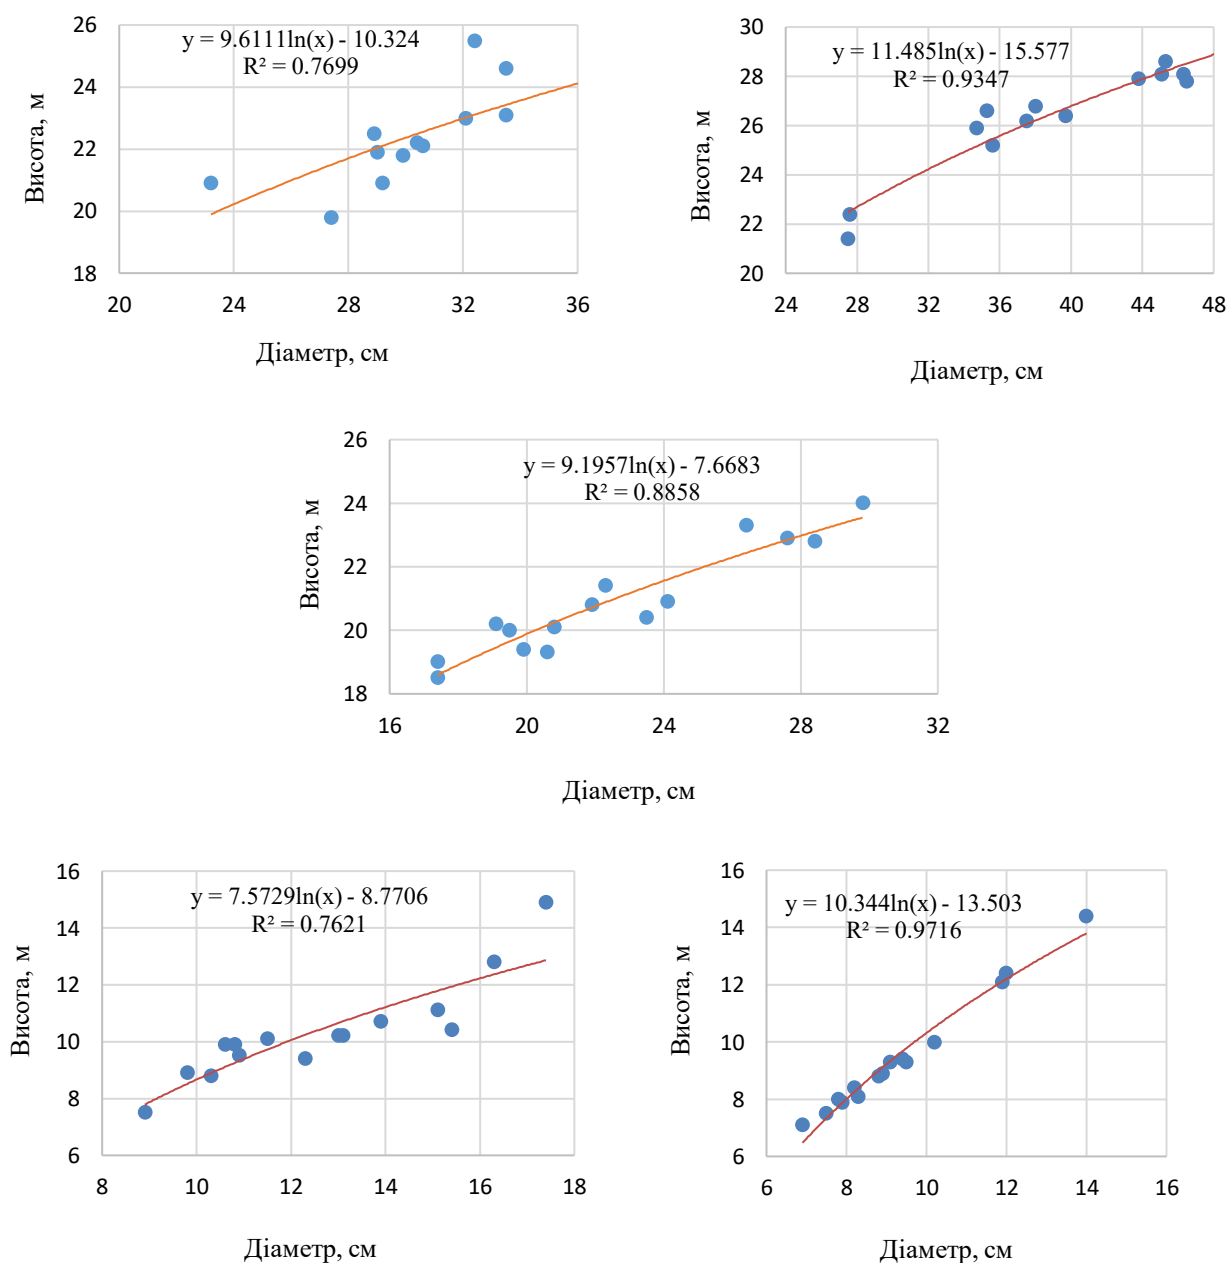 y = 9.6111ln(x) - 10.324
R² = 0.7699
26
24
22
20
18
20 24 28 32 36
Висота, м
Діаметр, см
y = 11.485ln(x) - 15.577
R² = 0.9347
30
28
26
24
22
20
24 28 32 36 40 44 48
Висота, м
Діаметр, см
y = 9.1957ln(x) - 7.6683
R² = 0.8858
26
24
22
20
18
16 20 24 28 32
Висота, м
Діаметр, см
y = 7.5729ln(x) - 8.7706
R² = 0.7621
16
14
12
10
8
6
8 10 12 14 16 18
Висота, м
Діаметр, см
y = 10.344ln(x) - 13.503
R² = 0.9716
16
14
12
10
8
6
6 8 10 12 14 16
Висота, м
Діаметр, см